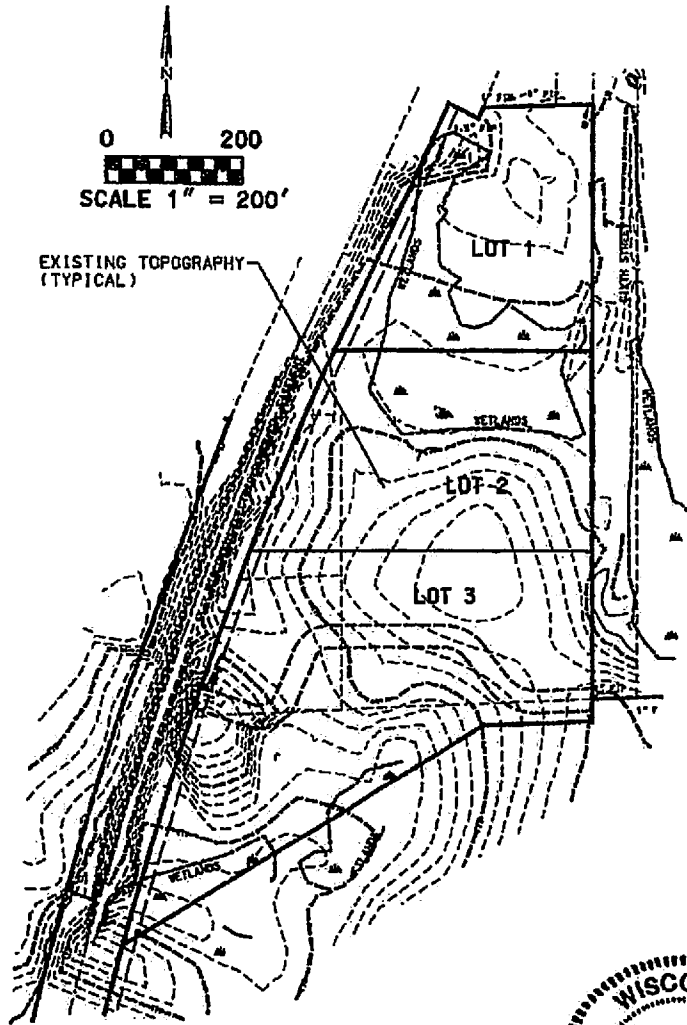 N
0 200
SCALE 1" = 200'
EXISTING TOPOGRAPHY
(TYPICAL)
LOT 1
WETLANDS
SIXTH STREET
WETLANDS
WETLANDS
LOT 2
LOT 3
WETLANDS
WETLANDS
WISCO